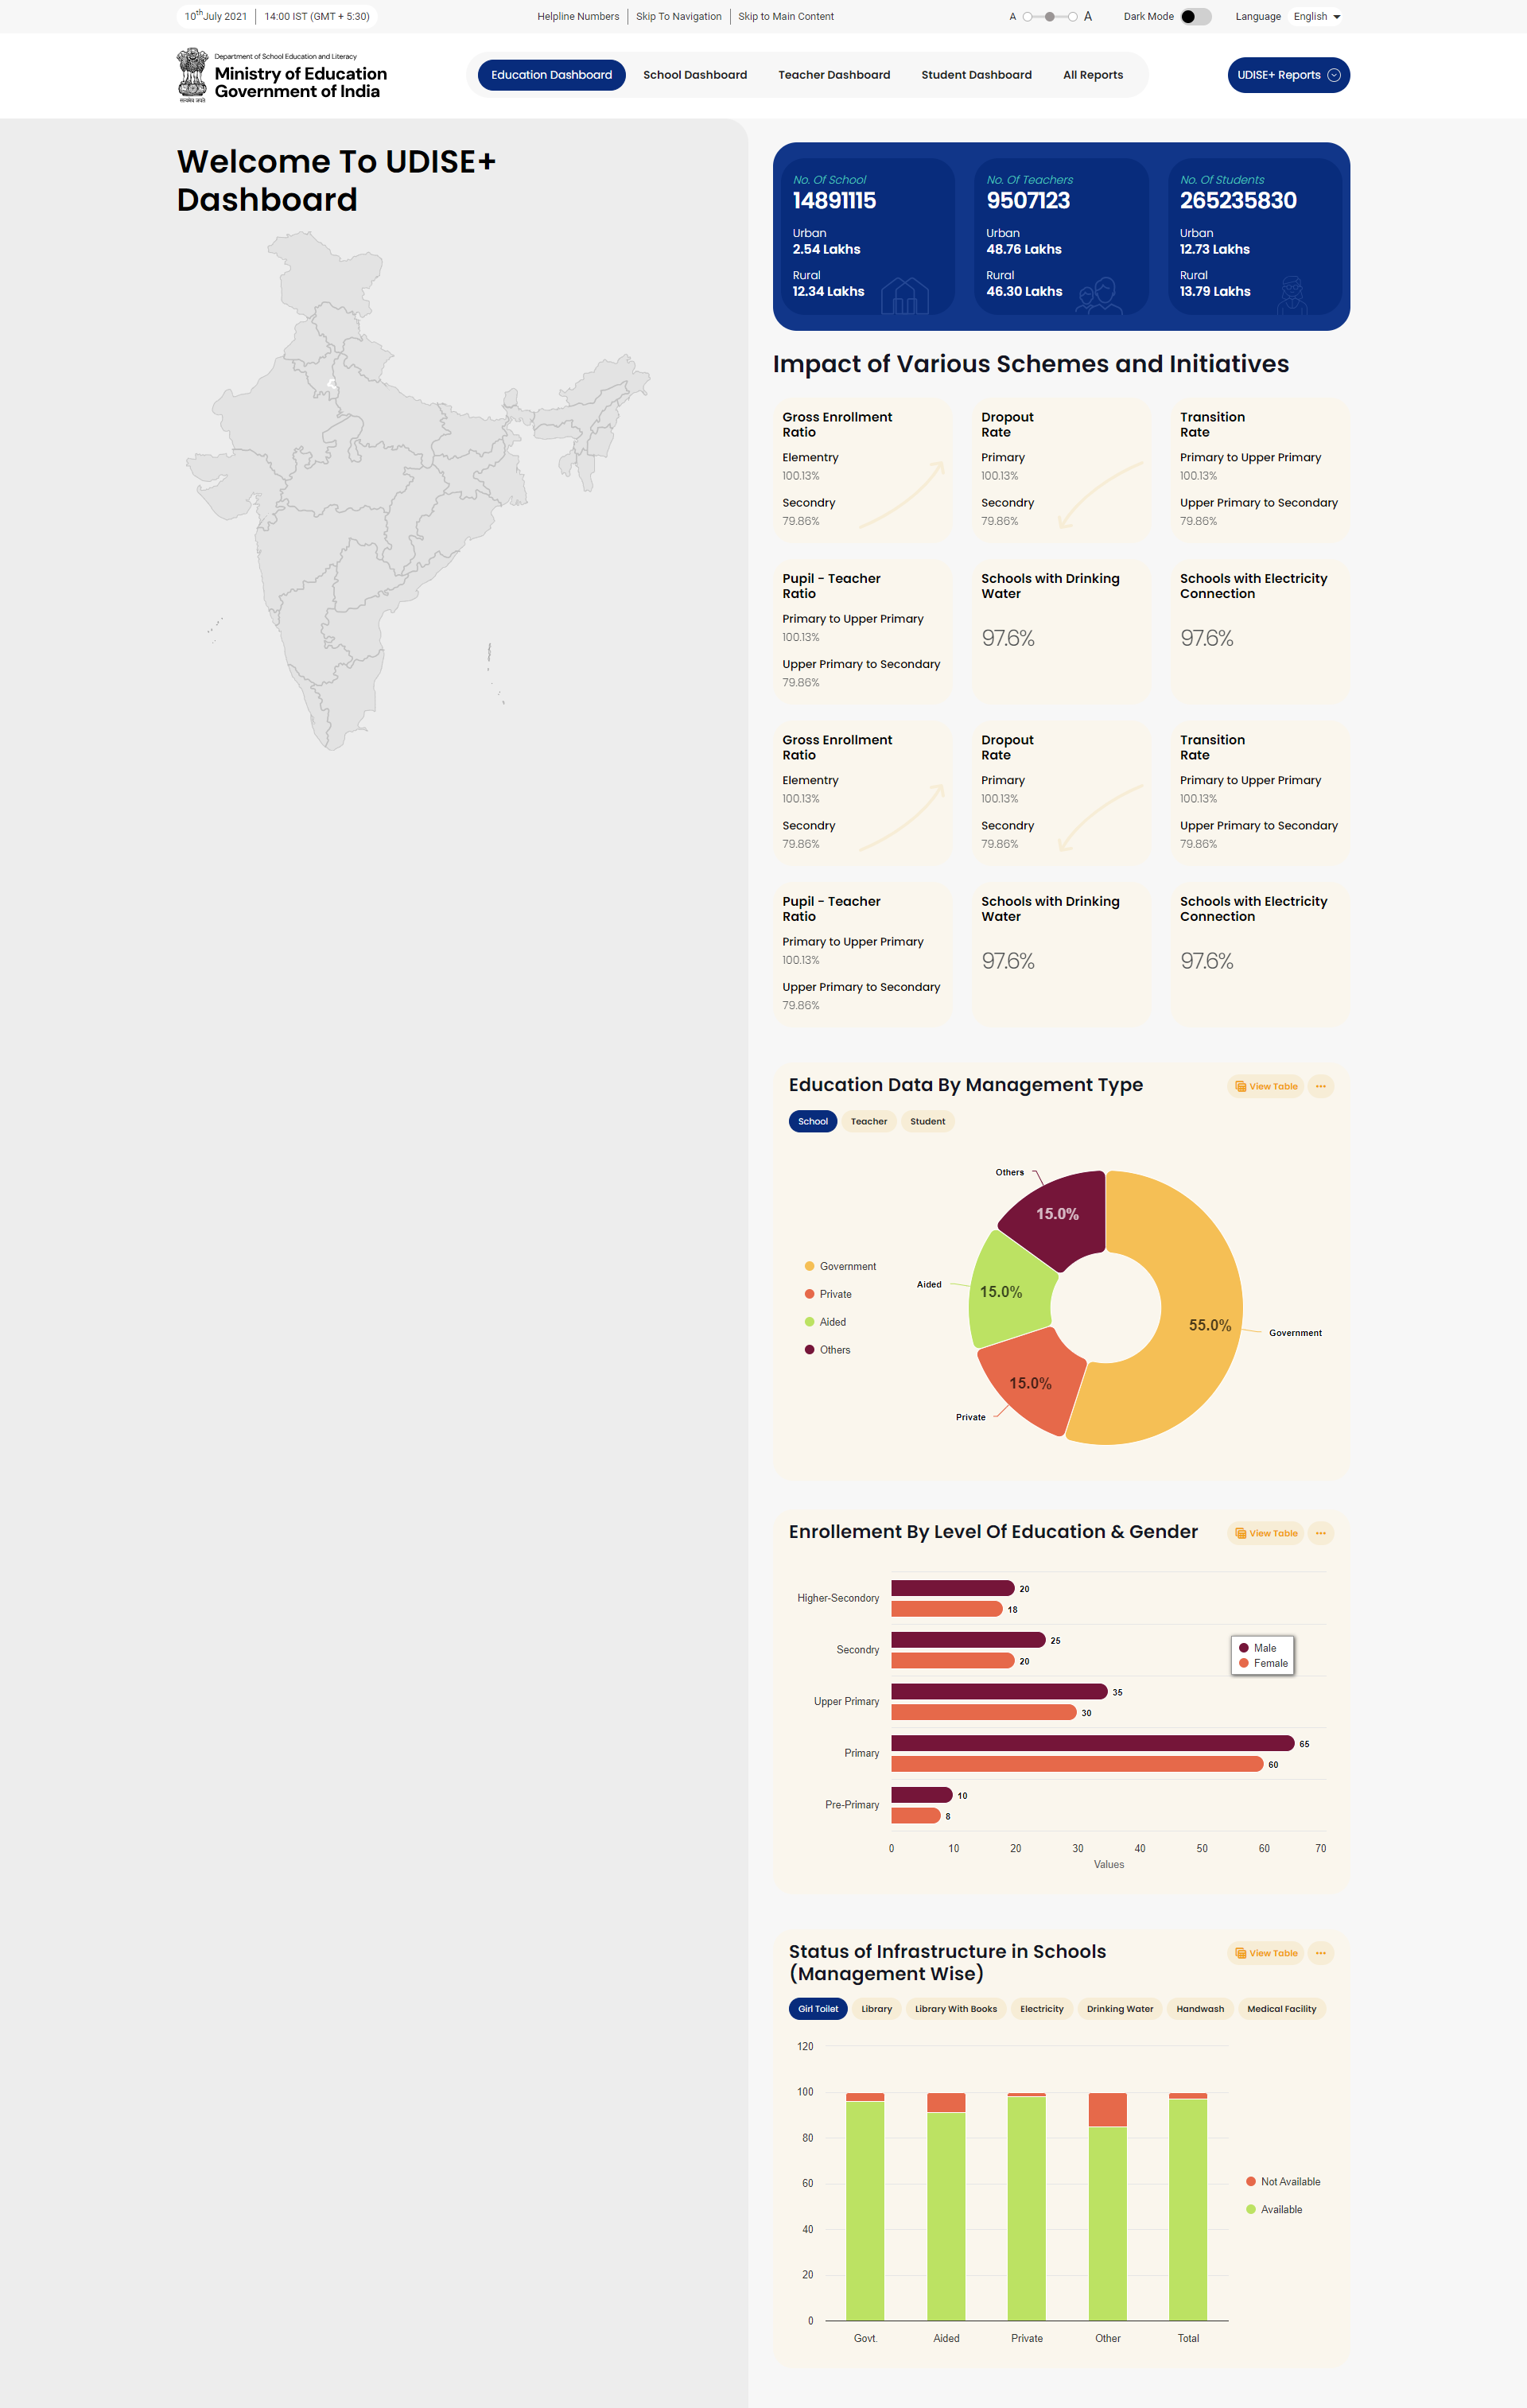 10th July 2021
14:00 IST (GMT + 5:30)
Helpline Numbers
Skip To Navigation
Skip to Main Content
A
A
Dark Mode
Language
English
Department of School Education and Literacy
Ministry of Education
Government of India
सत्यमेव जयते
Education Dashboard
School Dashboard
Teacher Dashboard
Student Dashboard
All Reports
UDISE+ Reports
Welcome To UDISE+
Dashboard
No. Of School
14891115
Urban
2.54 Lakhs
Rural
12.34 Lakhs
No. Of Teachers
9507123
Urban
48.76 Lakhs
Rural
46.30 Lakhs
No. Of Students
265235830
Urban
12.73 Lakhs
Rural
13.79 Lakhs
Impact of Various Schemes and Initiatives
Gross Enrollment
Ratio
Elementry
100.13%
Secondry
79.86%
Dropout
Rate
Primary
100.13%
Secondry
79.86%
Transition
Rate
Primary to Upper Primary
100.13%
Upper Primary to Secondary
79.86%
Pupil - Teacher
Ratio
Primary to Upper Primary
100.13%
Upper Primary to Secondary
79.86%
Schools with Drinking
Water
97.6%
Schools with Electricity
Connection
97.6%
Gross Enrollment
Ratio
Elementry
100.13%
Secondry
79.86%
Dropout
Rate
Primary
100.13%
Secondry
79.86%
Transition
Rate
Primary to Upper Primary
100.13%
Upper Primary to Secondary
79.86%
Pupil - Teacher
Ratio
Primary to Upper Primary
100.13%
Upper Primary to Secondary
79.86%
Schools with Drinking
Water
97.6%
Schools with Electricity
Connection
97.6%
Education Data By Management Type
View Table
School
Teacher
Student
Government
Private
Aided
Others
Others
15.0%
Aided
15.0%
Private
15.0%
55.0%
Government
Enrollement By Level Of Education & Gender
View Table
Higher-Secondory
20
18
Secondry
25
20
Male
Female
Upper Primary
35
30
Primary
65
60
Pre-Primary
10
8
0 10 20 30 40 50 60 70
Values
Status of Infrastructure in Schools
(Management Wise)
View Table
Girl Toilet
Library
Library With Books
Electricity
Drinking Water
Handwash
Medical Facility
120
100
80
60
40
20
0
Govt. Aided Private Other Total
Not Available
Available